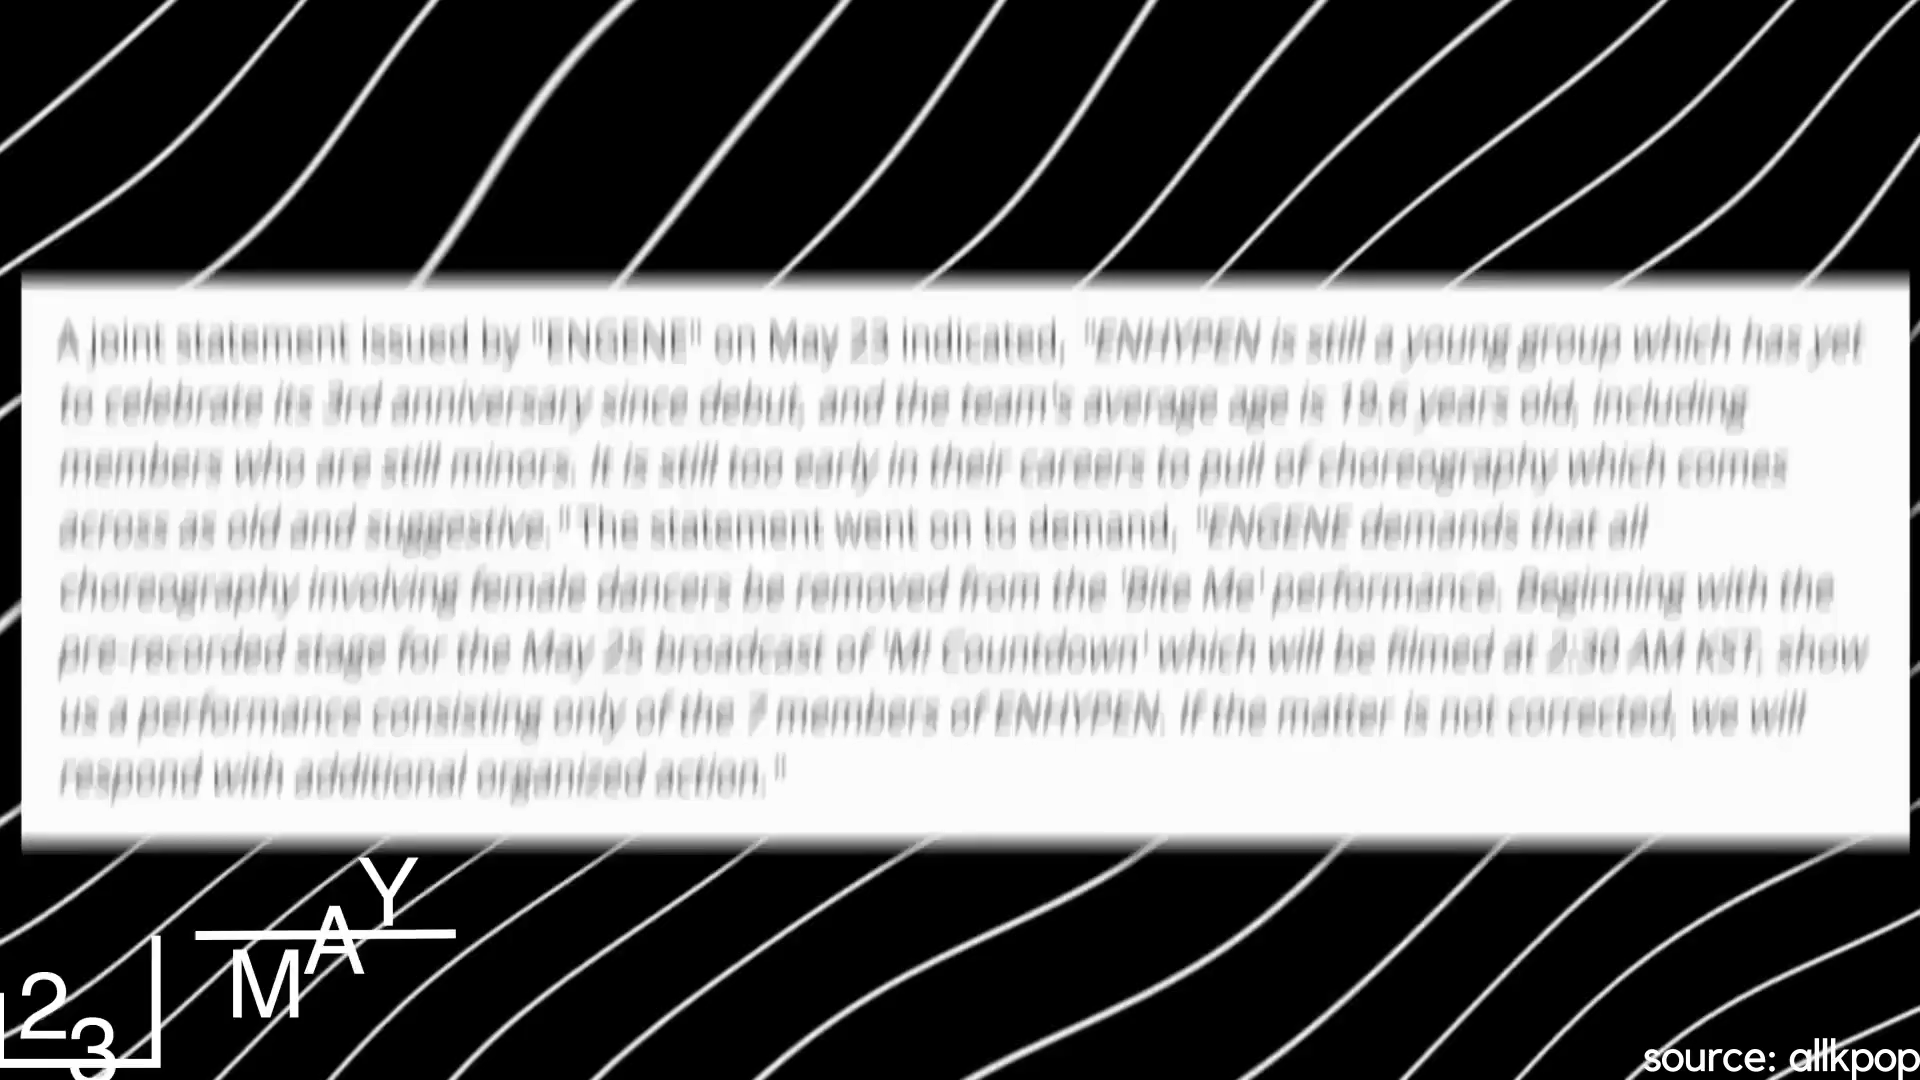 A joint statement issued by "ENGENE" on May 23 indicated, "ENHYPEN is still a young group which has yet
to celebrate its 3rd anniversary since debut, and the team's average age is 18.6 years old, including
members who are still minors. It is still too early in their careers to pull of choreography which comes
across as old and suggestive." The statement went on to demand, "ENGENE demands that all
choreography involving female dancers be removed from the 'Bite Me' performance. Beginning with the
pre-recorded stage for the May 25 broadcast of 'M! Countdown' which will be filmed at 2:30 AM KST, show
us a performance consisting only of the 7 members of ENHYPEN. If the matter is not corrected, we will
respond with additional organized action."
MAY
23
source: allkpop